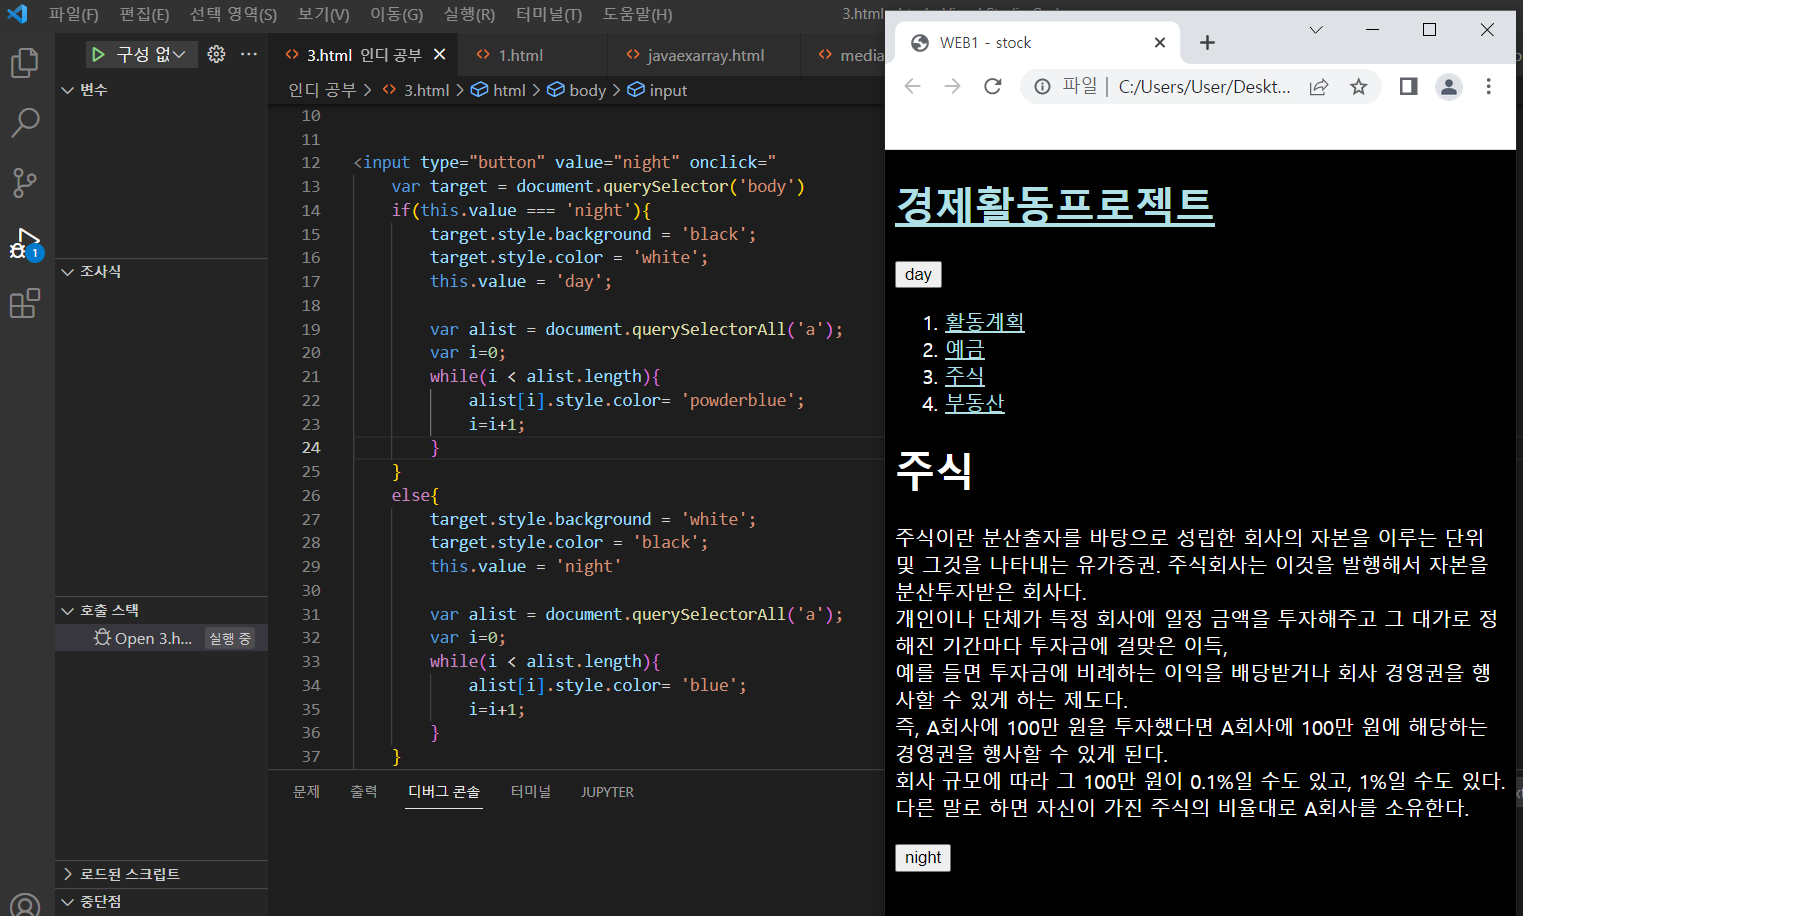 파일(F) 편집(E) 선택 영역(S) 보기(V) 이동(G) 실행(R) 터미널(T) 도움말(H)
구성 없
3.html 인디 공부
1.html
javaexarray.html
media
인디 공부 > 3.html > html > body > input
변수
조사식
호출 스택
Open 3.h... 실행 중
로드된 스크립트
중단점
1
10
11
12 <input type="button" value="night" onclick="
13 var target = document.querySelector('body')
14 if(this.value === 'night'){
15 target.style.background = 'black';
16 target.style.color = 'white';
17 this.value = 'day';
18
19 var alist = document.querySelectorAll('a');
20 var i=0;
21 while(i < alist.length){
22 alist[i].style.color= 'powderblue';
23 i=i+1;
24 }
25 }
26 else{
27 target.style.background = 'white';
28 target.style.color = 'black';
29 this.value = 'night'
30
31 var alist = document.querySelectorAll('a');
32 var i=0;
33 while(i < alist.length){
34 alist[i].style.color= 'blue';
35 i=i+1;
36 }
37 }
문제 출력 디버그 콘솔 터미널 JUPYTER
WEB1 - stock
파일 | C:/Users/User/Deskt...
경제활동프로젝트
day
1. 활동계획
2. 예금
3. 주식
4. 부동산
주식
주식이란 분산출자를 바탕으로 성립한 회사의 자본을 이루는 단위
및 그것을 나타내는 유가증권. 주식회사는 이것을 발행해서 자본을
분산투자받은 회사다.
개인이나 단체가 특정 회사에 일정 금액을 투자해주고 그 대가로 정
해진 기간마다 투자금에 걸맞은 이득,
예를 들면 투자금에 비례하는 이익을 배당받거나 회사 경영권을 행
사할 수 있게 하는 제도다.
즉, A회사에 100만 원을 투자했다면 A회사에 100만 원에 해당하는
경영권을 행사할 수 있게 된다.
회사 규모에 따라 그 100만 원이 0.1%일 수도 있고, 1%일 수도 있다.
다른 말로 하면 자신이 가진 주식의 비율대로 A회사를 소유한다.
night